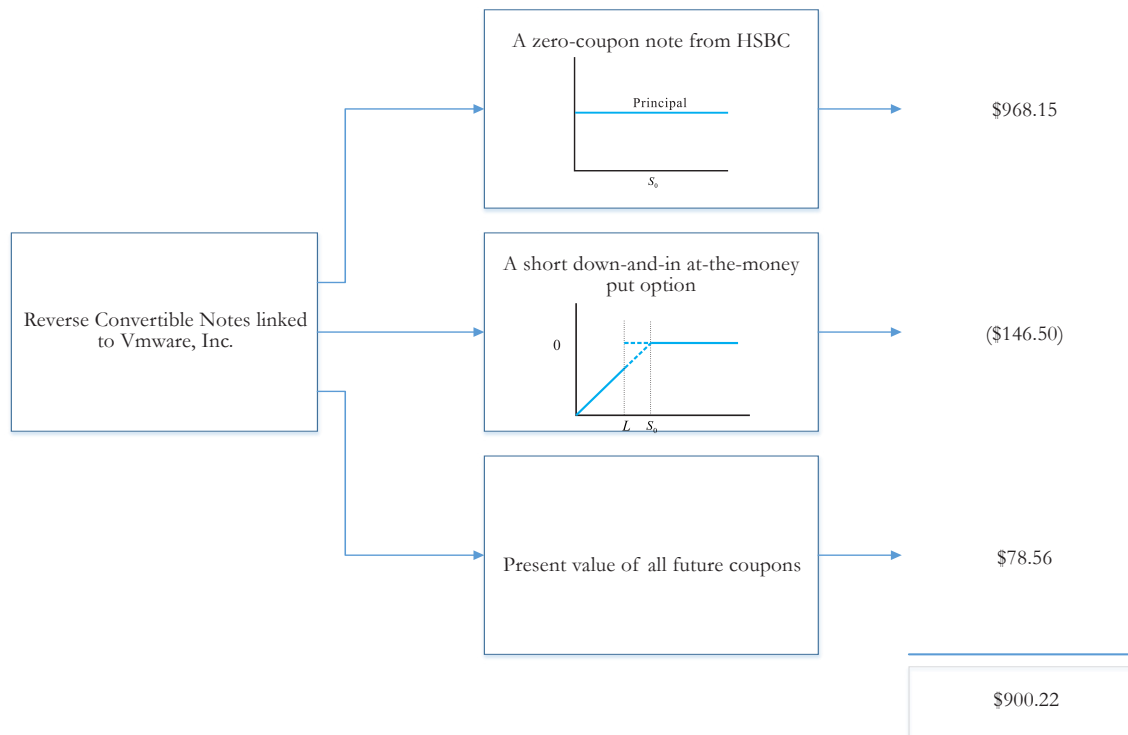 A zero-coupon note from HSBC
Principal
S₀
$968.15
Reverse Convertible Notes linked
to Vmware, Inc.
A short down-and-in at-the-money
put option
0
L S₀
($146.50)
Present value of all future coupons
$78.56
$900.22